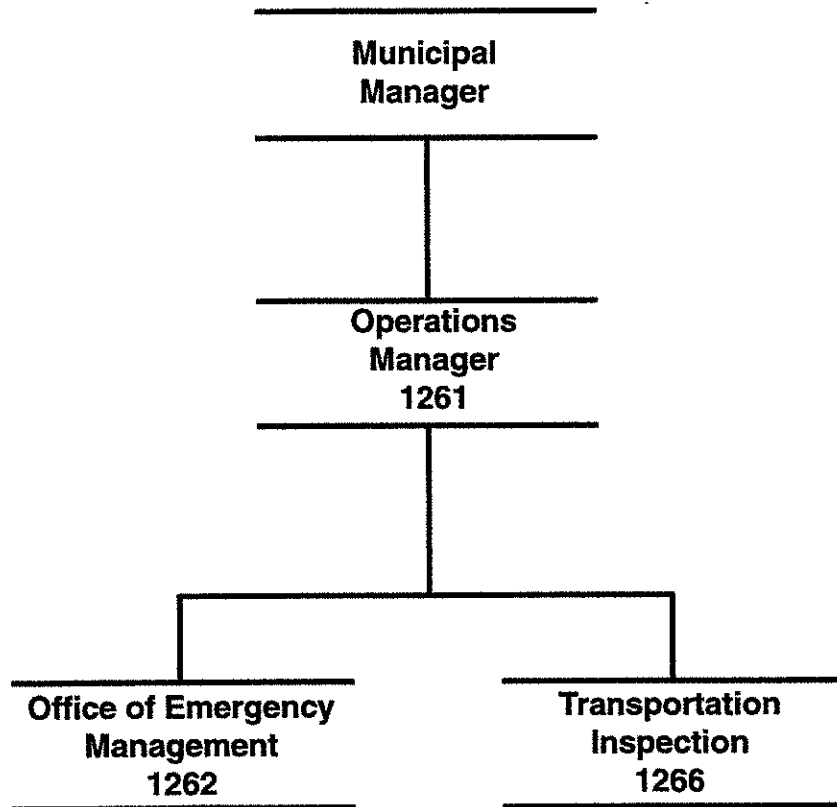 Municipal
Manager
Operations
Manager
1261
Office of Emergency
Management
1262
Transportation
Inspection
1266